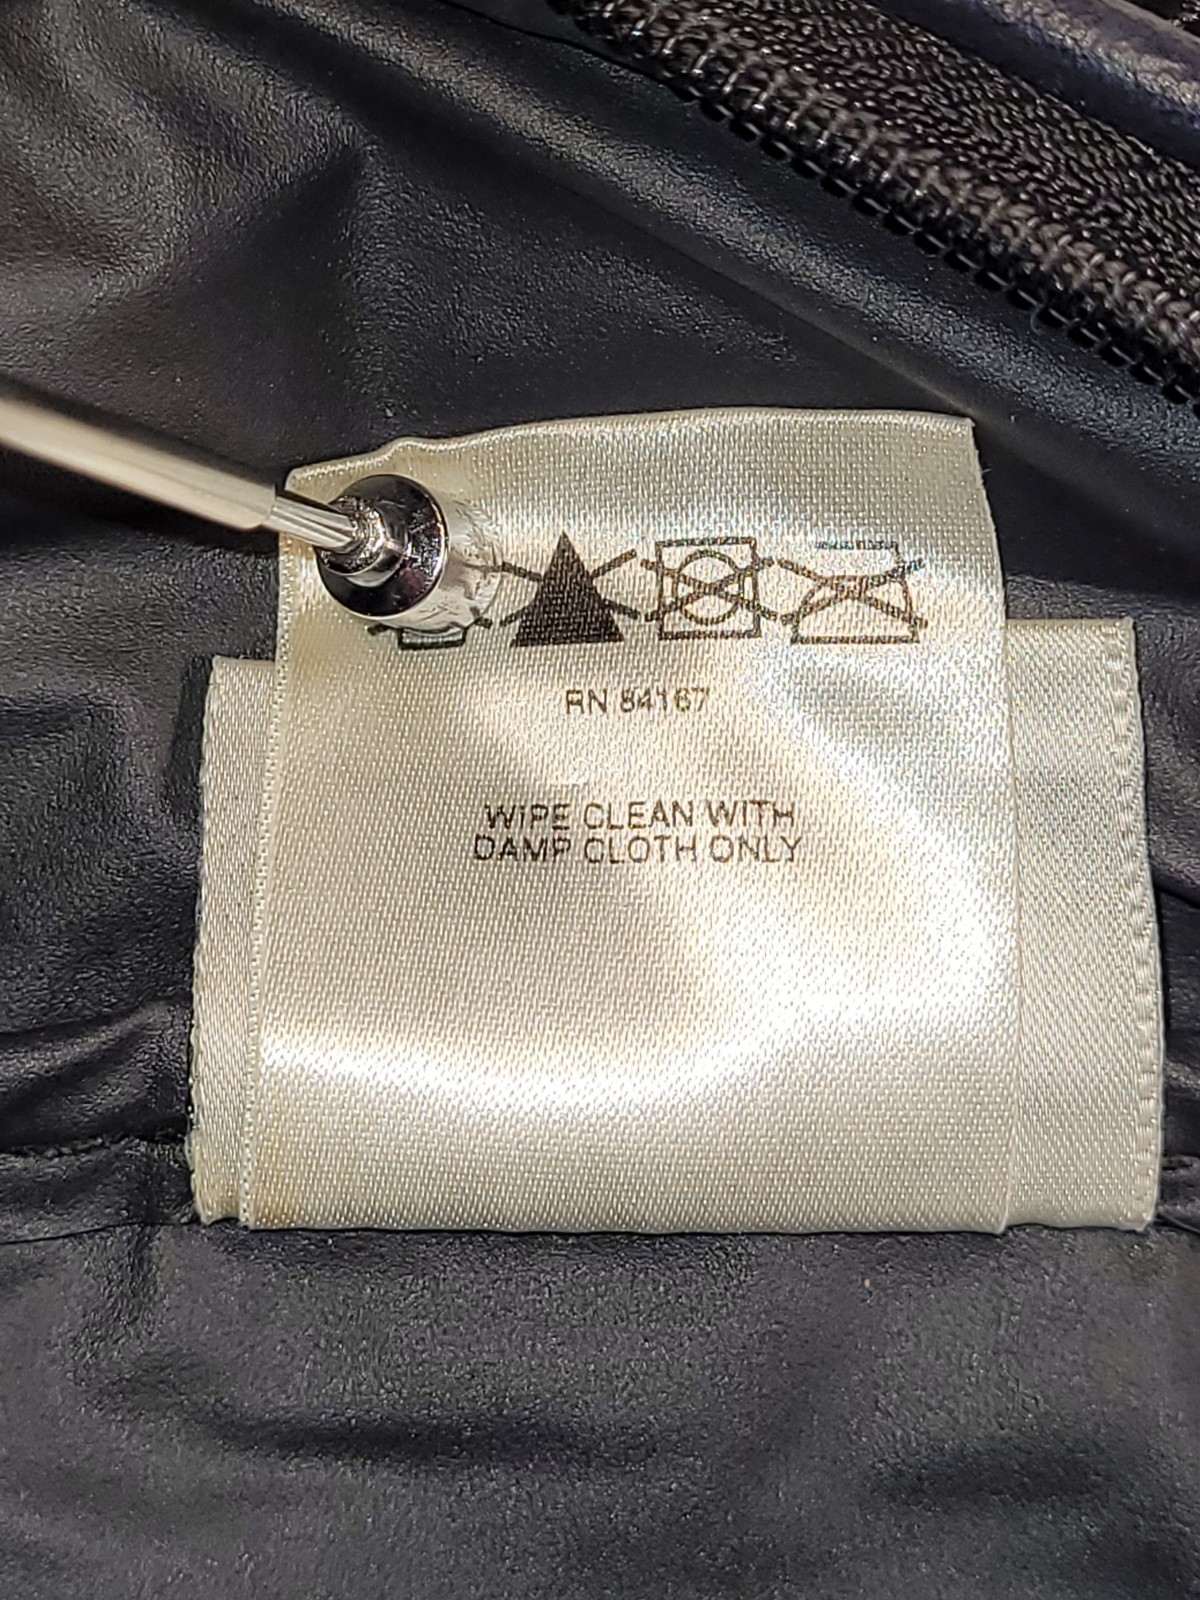 RN 84167
WIPE CLEAN WITH
DAMP CLOTH ONLY